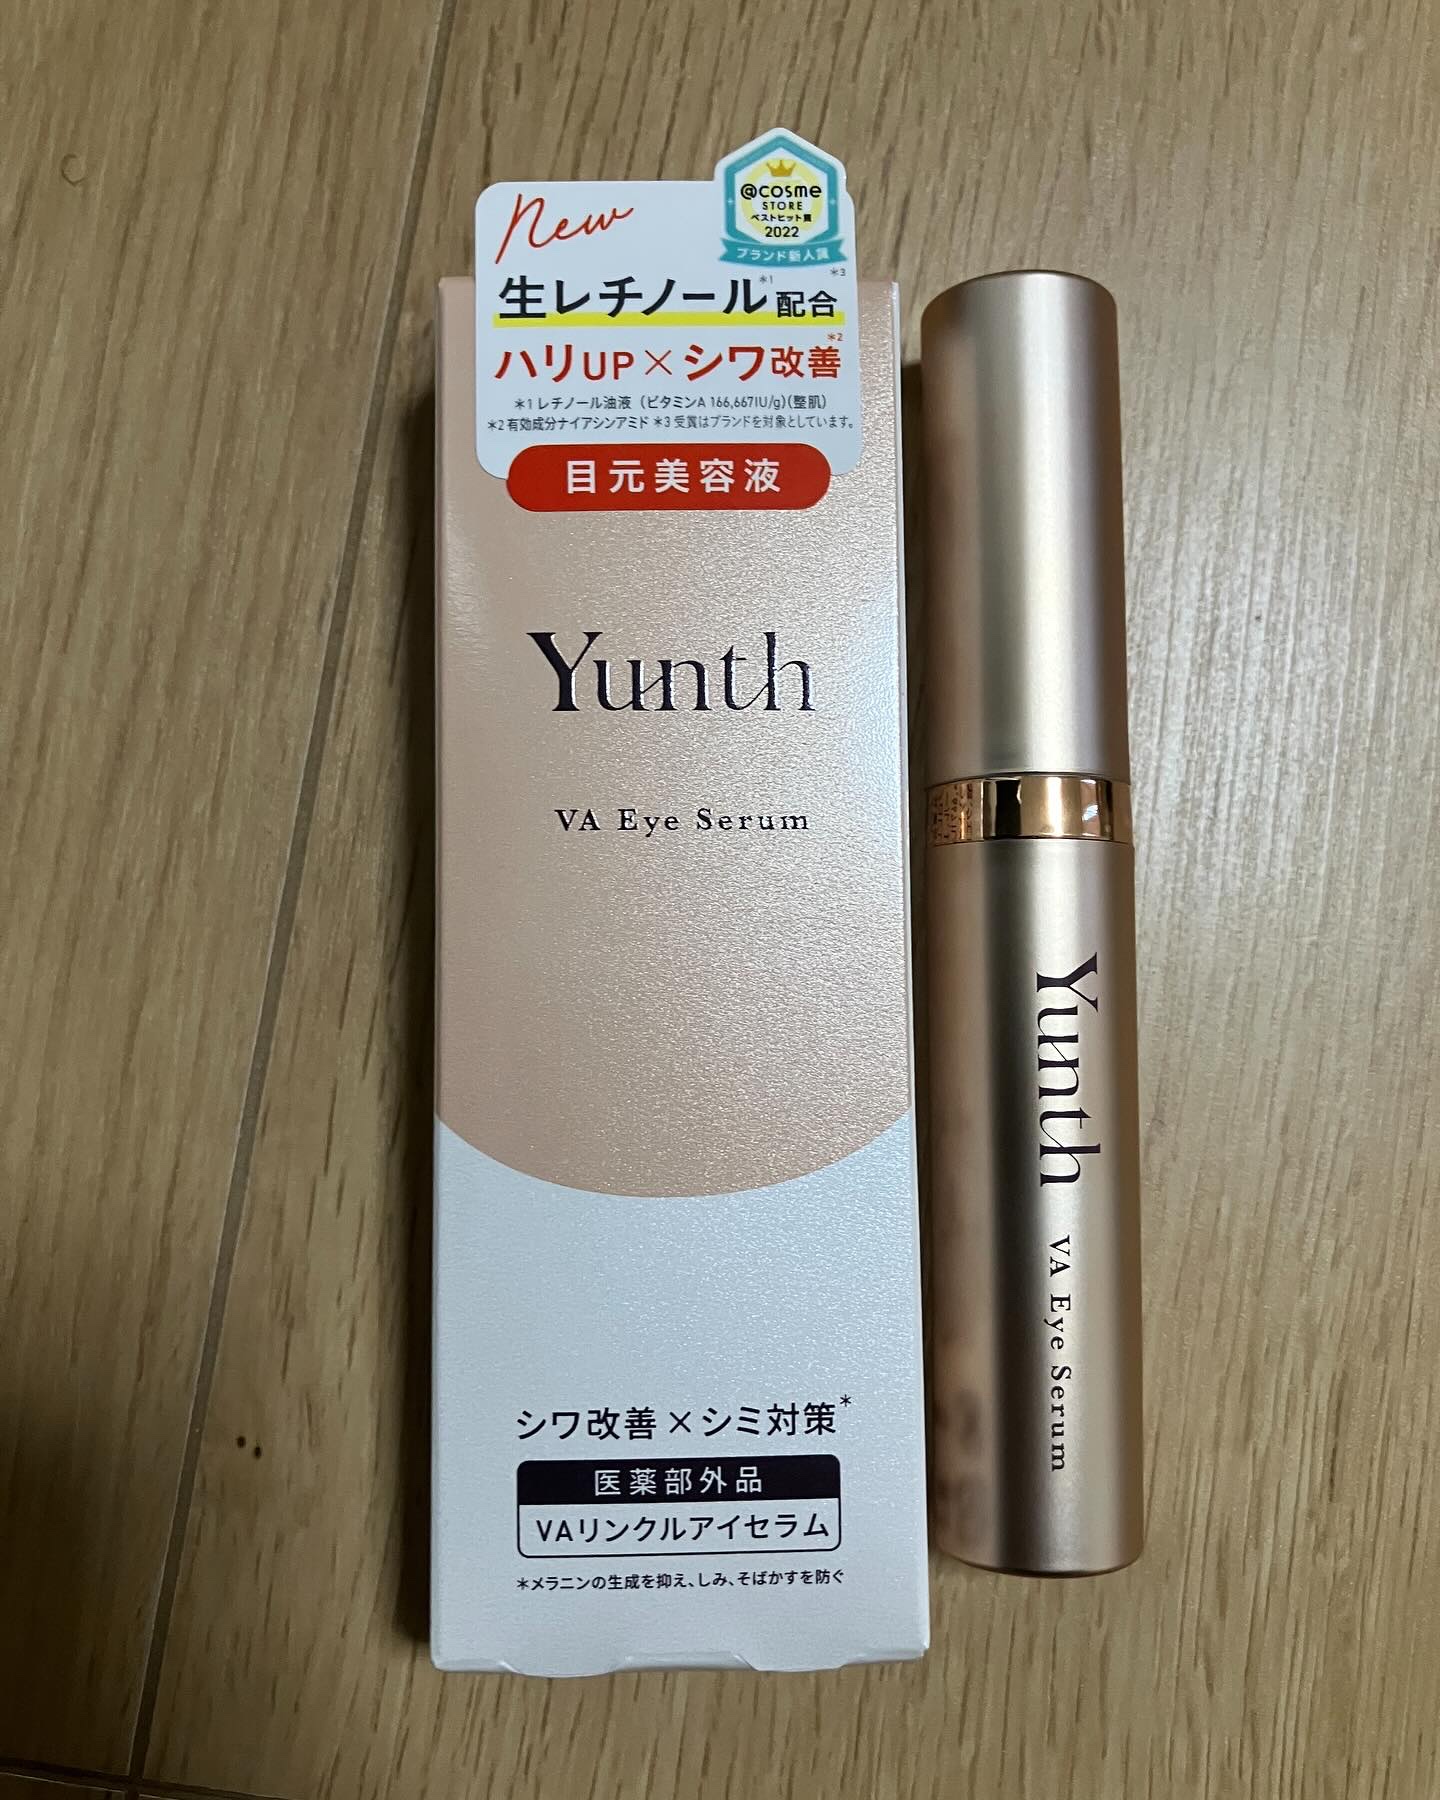 New
@cosme
STORE
ベストヒット賞
2022
ブランド新人賞
*3
生レチノール*1配合
ハリUP×シワ改善*2
*1 レチノール油液（ビタミンA 166,667IU/g）(整肌)
*2 有効成分ナイアシンアミド *3 受賞はブランドを対象としています。
目元美容液
Yunth
VA Eye Serum
シワ改善×シミ対策*
医薬部外品
VAリンクルアイセラム
*メラニンの生成を抑え、しみ、そばかすを防ぐ
Yunth VA Eye Serum